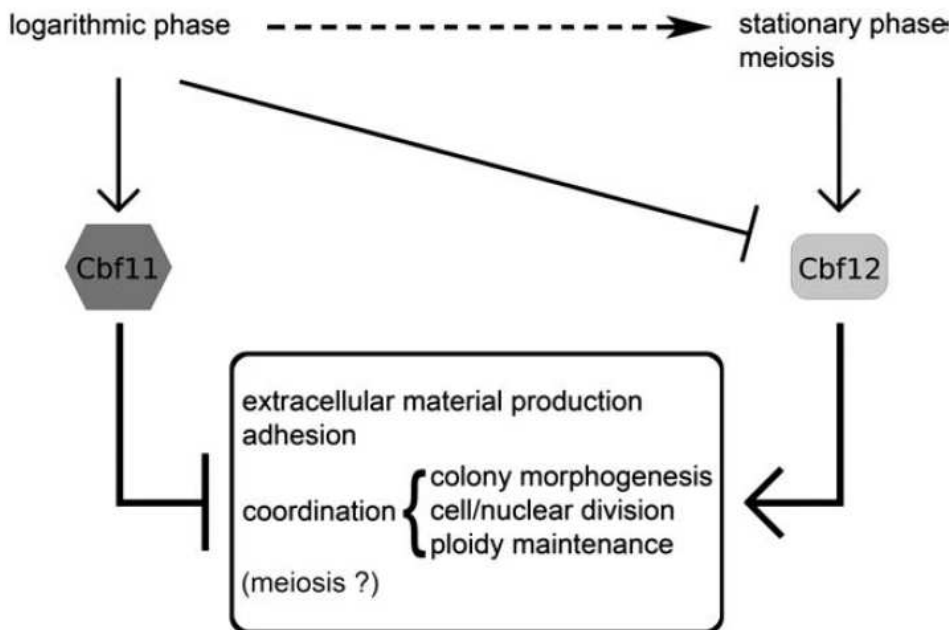 logarithmic phase
stationary phase
meiosis
Cbf11
Cbf12
extracellular material production
adhesion
coordination
colony morphogenesis
cell/nuclear division
ploidy maintenance
(meiosis ?)